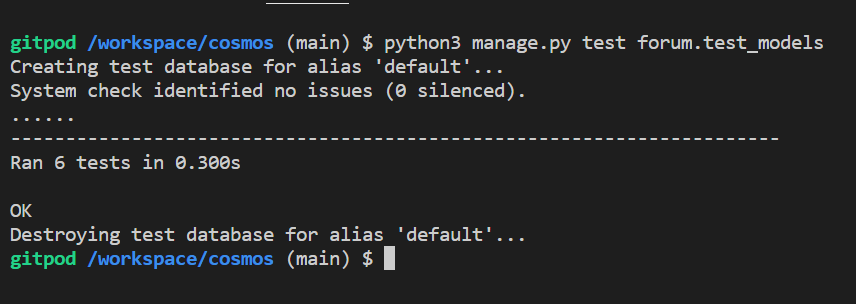 gitpod /workspace/cosmos (main) $ python3 manage.py test forum.test_models
Creating test database for alias 'default'...
System check identified no issues (0 silenced).
......
----------------------------------------------------------------------
Ran 6 tests in 0.300s
OK
Destroying test database for alias 'default'...
gitpod /workspace/cosmos (main) $